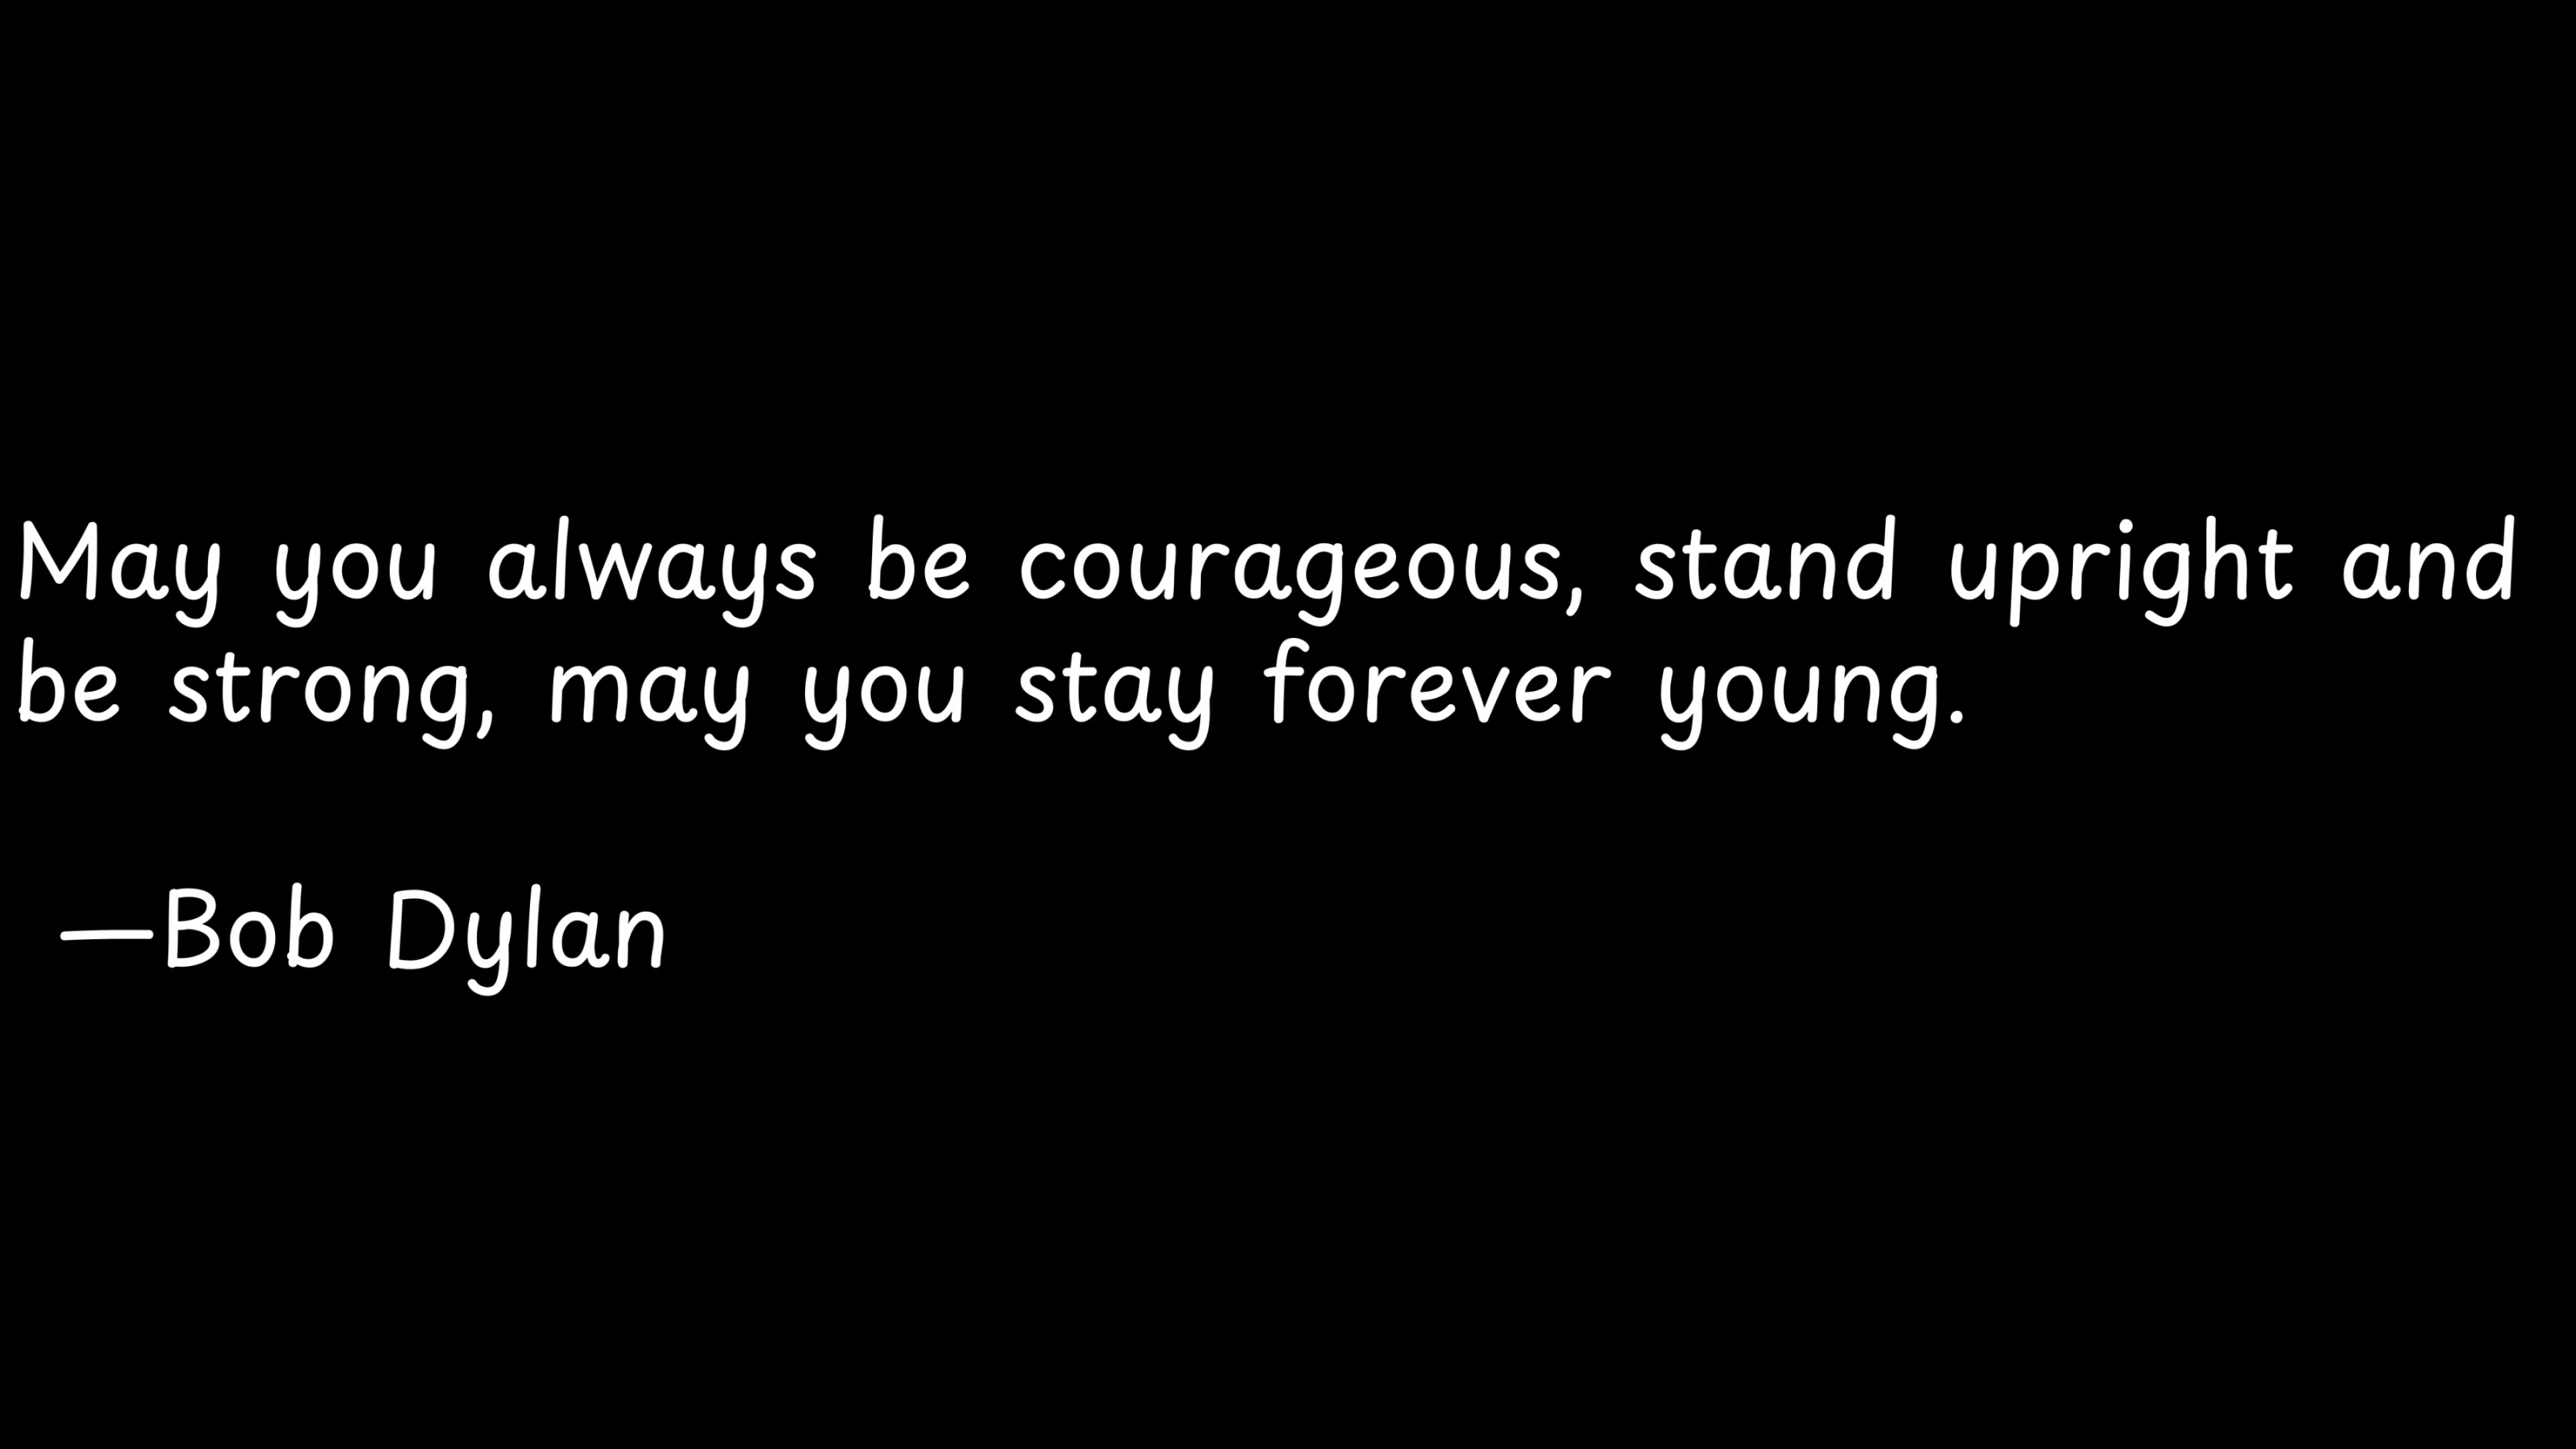 May you always be courageous, stand upright and
be strong, may you stay forever young.
—Bob Dylan